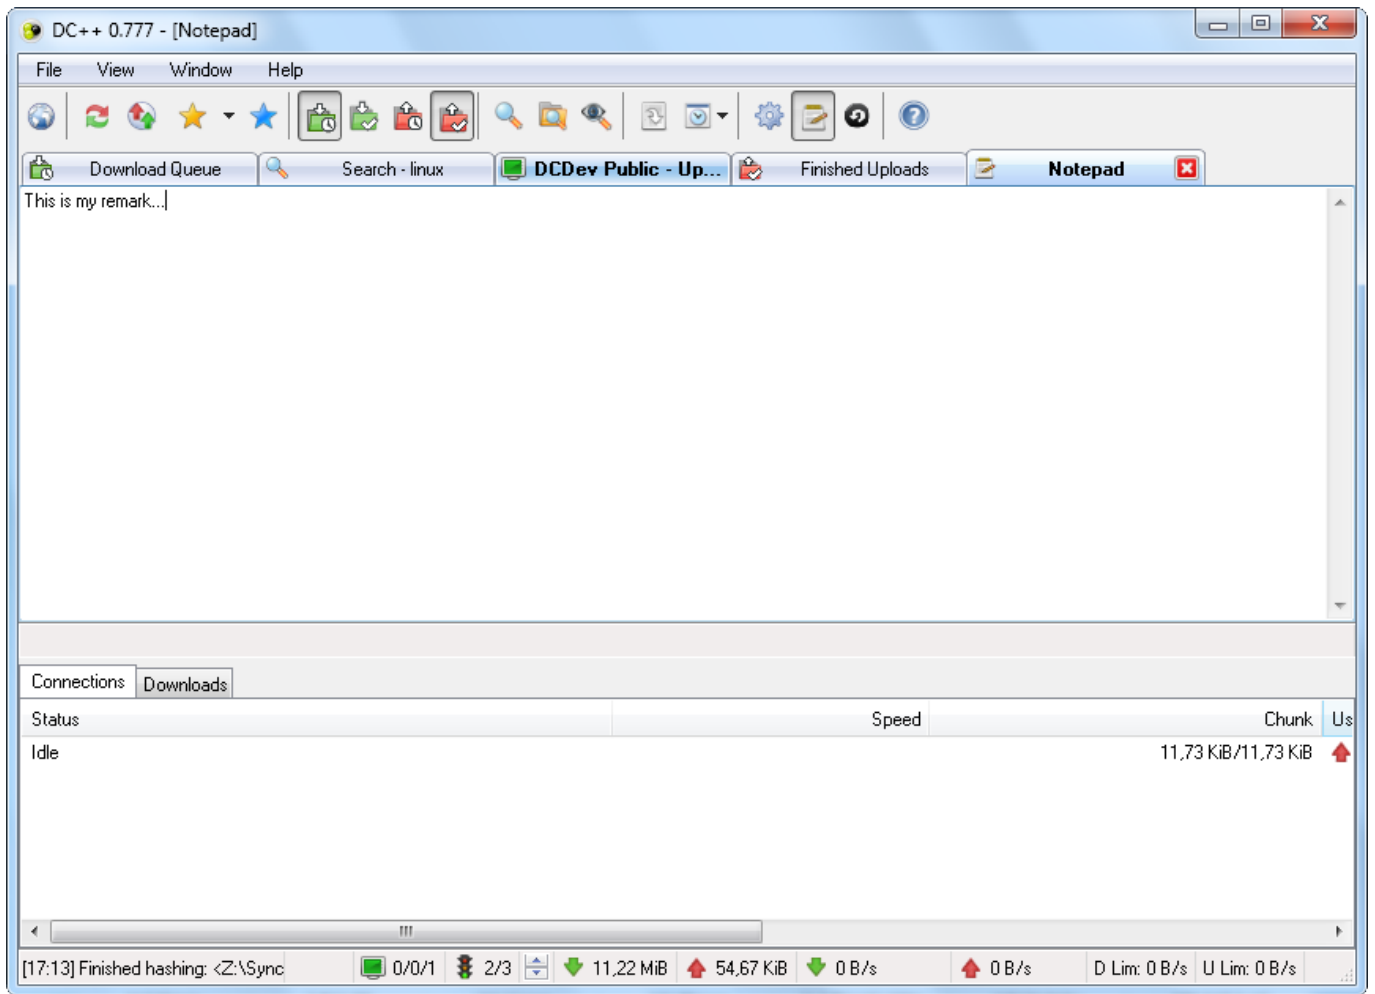 DC++ 0.777 - [Notepad]
File View Window Help
Download Queue Search - linux DCDev Public - Up... Finished Uploads Notepad
This is my remark...
Connections Downloads
Status Speed Chunk Us
Idle 11,73 KiB/11,73 KiB
[17:13] Finished hashing: <Z:\Sync 0/0/1 2/3 11,22 MiB 54,67 KiB 0 B/s 0 B/s D Lim: 0 B/s U Lim: 0 B/s